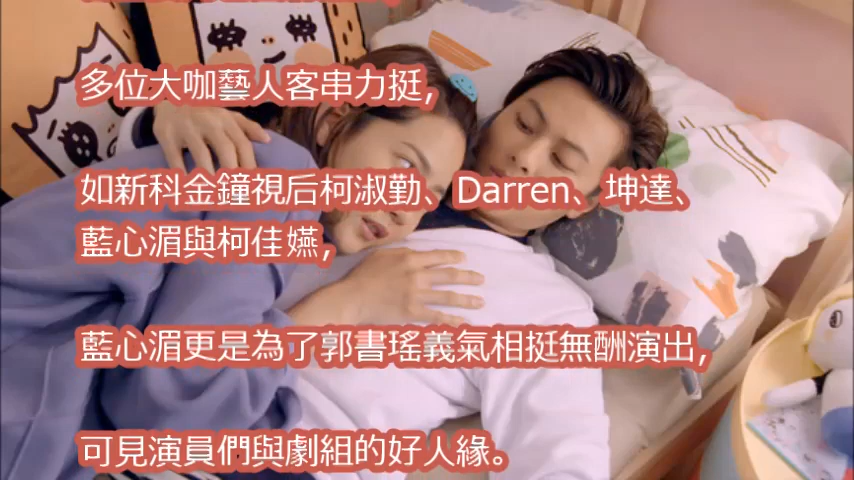 多位大咖藝人客串力挺,
如新科金鐘視后柯淑勤、Darren、坤達、
藍心湄與柯佳嬿,
藍心湄更是為了郭書瑤義氣相挺無酬演出,
可見演員們與劇組的好人緣。